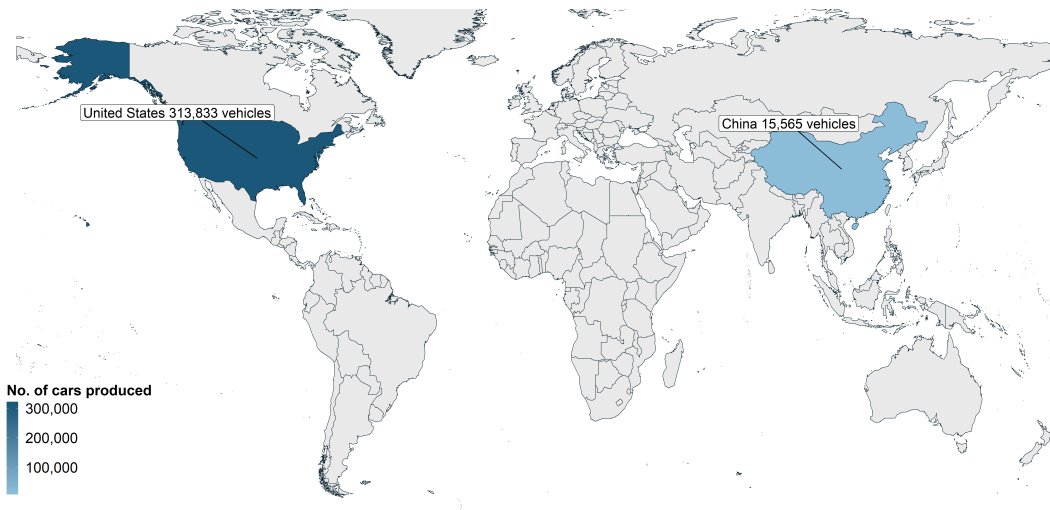 United States 313,833 vehicles
China 15,565 vehicles
No. of cars produced
300,000
200,000
100,000